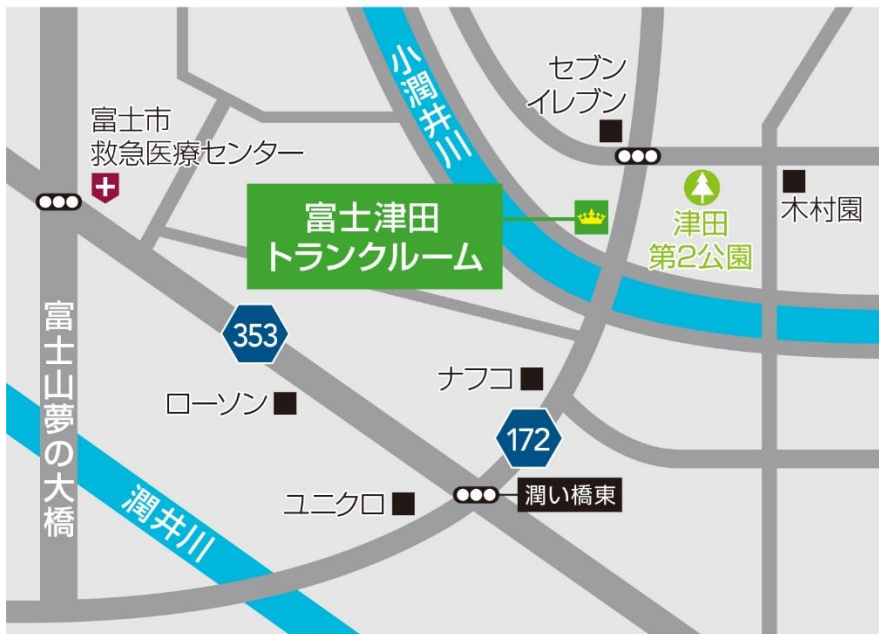 セブン
イレブン
小潤井川
富士市
救急医療センター
富士津田
トランクルーム
津田
第2公園
木村園
富士山夢の大橋
353
ローソン
ナフコ
172
ユニクロ
潤い橋東
潤井川